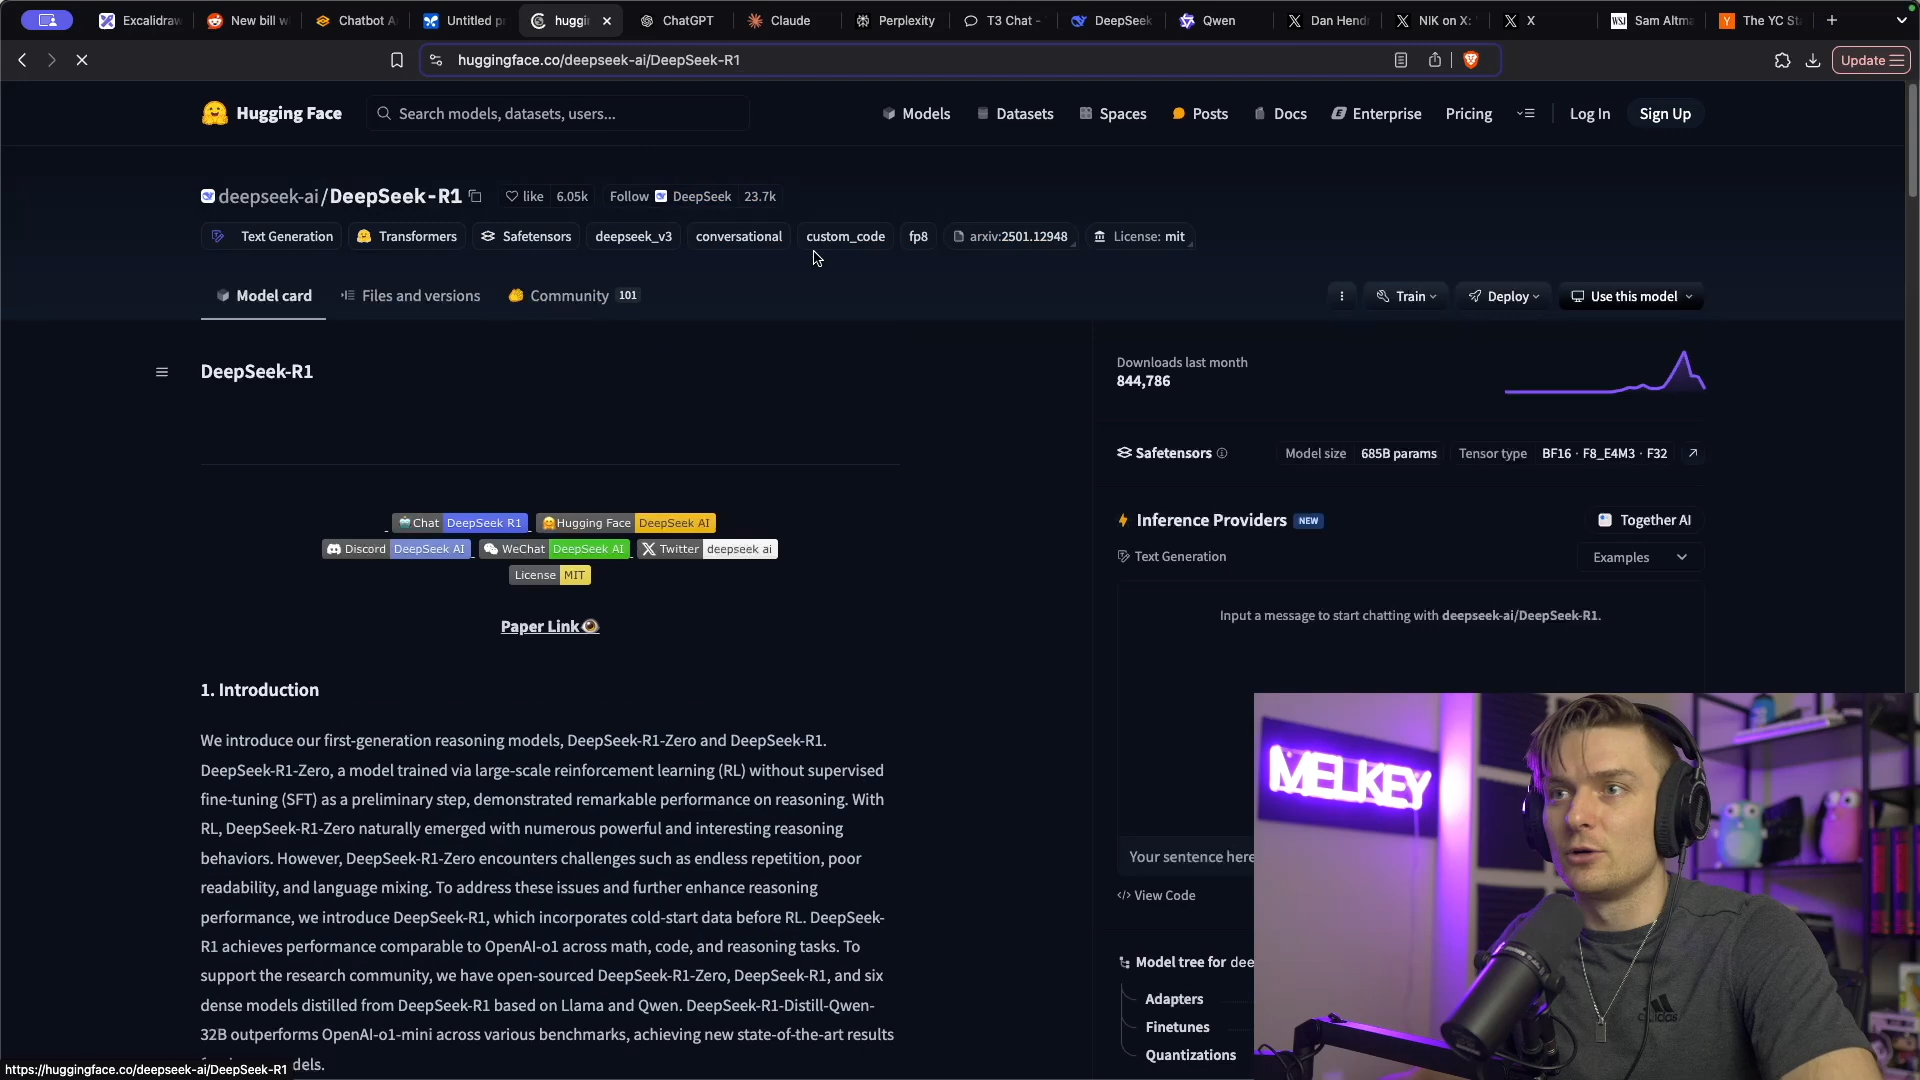 Excalidraw
New bill w
Chatbot A
Untitled p
huggi
ChatGPT
Claude
Perplexity
T3 Chat -
DeepSeek
Qwen
Dan Hend
NIK on X:
X
Sam Altma
The YC St
huggingface.co/deepseek-ai/DeepSeek-R1
Update
Hugging Face
Search models, datasets, users...
Models
Datasets
Spaces
Posts
Docs
Enterprise
Pricing
Log In
Sign Up
deepseek-ai/DeepSeek-R1
like 6.05k
Follow DeepSeek 23.7k
Text Generation
Transformers
Safetensors
deepseek_v3
conversational
custom_code
fp8
arxiv:2501.12948
License: mit
Model card
Files and versions
Community 101
Train
Deploy
Use this model
DeepSeek-R1
Chat DeepSeek R1
Hugging Face DeepSeek AI
Discord DeepSeek AI
WeChat DeepSeek AI
Twitter deepseek ai
License MIT
Paper Link👁️
1. Introduction
We introduce our first-generation reasoning models, DeepSeek-R1-Zero and DeepSeek-R1.
DeepSeek-R1-Zero, a model trained via large-scale reinforcement learning (RL) without supervised
fine-tuning (SFT) as a preliminary step, demonstrated remarkable performance on reasoning. With
RL, DeepSeek-R1-Zero naturally emerged with numerous powerful and interesting reasoning
behaviors. However, DeepSeek-R1-Zero encounters challenges such as endless repetition, poor
readability, and language mixing. To address these issues and further enhance reasoning
performance, we introduce DeepSeek-R1, which incorporates cold-start data before RL. DeepSeek-
R1 achieves performance comparable to OpenAI-o1 across math, code, and reasoning tasks. To
support the research community, we have open-sourced DeepSeek-R1-Zero, DeepSeek-R1, and six
dense models distilled from DeepSeek-R1 based on Llama and Qwen. DeepSeek-R1-Distill-Qwen-
32B outperforms OpenAI-o1-mini across various benchmarks, achieving new state-of-the-art results
dels.
https://huggingface.co/deepseek-ai/DeepSeek-R1
Downloads last month
844,786
Safetensors
Model size 685B params
Tensor type BF16 · F8_E4M3 · F32
Inference Providers NEW
Together AI
Text Generation
Examples
Input a message to start chatting with deepseek-ai/DeepSeek-R1.
Your sentence here
</> View Code
Model tree for dee
Adapters
Finetunes
Quantizations
MELKEY
adidas